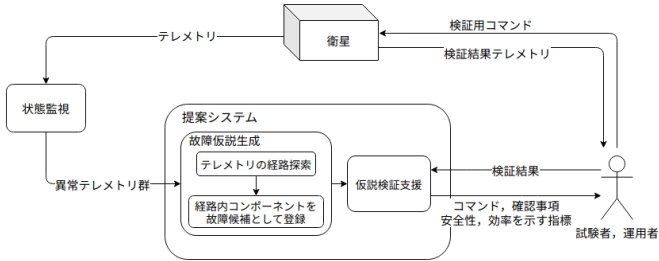 検証用コマンド
テレメトリ
衛星
検証結果テレメトリ
状態監視
提案システム
故障仮説生成
テレメトリの経路探索
異常テレメトリ群
仮説検証支援
検証結果
経路内コンポーネントを
故障候補として登録
コマンド，確認事項
安全性，効率を示す指標
試験者，運用者